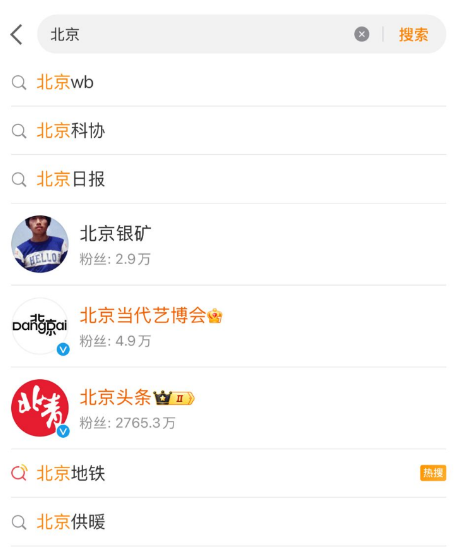 北京
搜索
北京wb
北京科协
北京日报
HELLO
北京银矿
粉丝: 2.9万
北京
DangDai
北京当代艺博会
粉丝: 4.9万
北青
北京头条 II
粉丝: 2765.3万
北京地铁
热搜
北京供暖